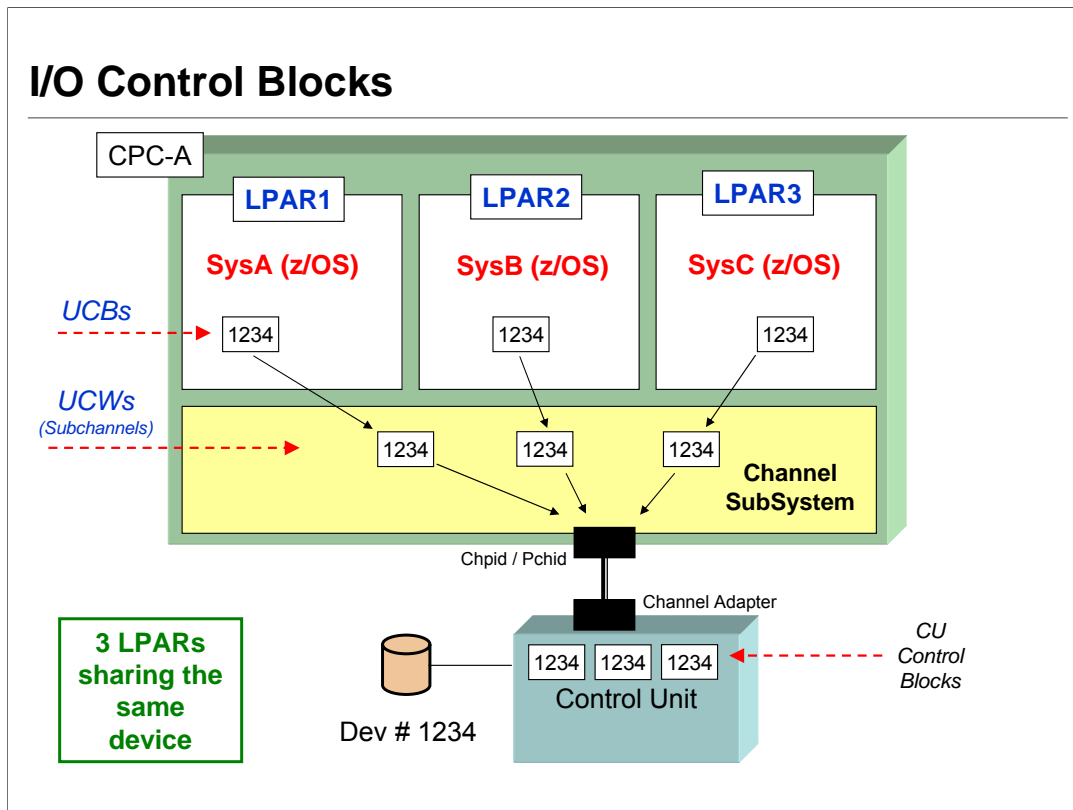 I/O Control Blocks
CPC-A
LPAR1
LPAR2
LPAR3
SysA (z/OS)
SysB (z/OS)
SysC (z/OS)
UCBs
1234
1234
1234
UCWs
(Subchannels)
1234
1234
1234
Channel
SubSystem
Chpid / Pchid
Channel Adapter
3 LPARs
sharing the
same
device
Dev # 1234
1234
1234
1234
Control Unit
CU
Control
Blocks